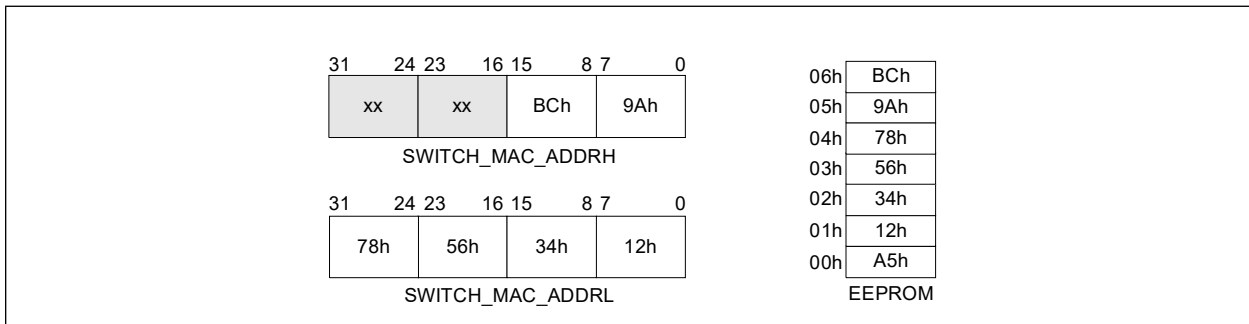 31 24 23 16 15 8 7 0
xx xx BCh 9Ah
SWITCH_MAC_ADDRH
31 24 23 16 15 8 7 0
78h 56h 34h 12h
SWITCH_MAC_ADDRL
06h BCh
05h 9Ah
04h 78h
03h 56h
02h 34h
01h 12h
00h A5h
EEPROM